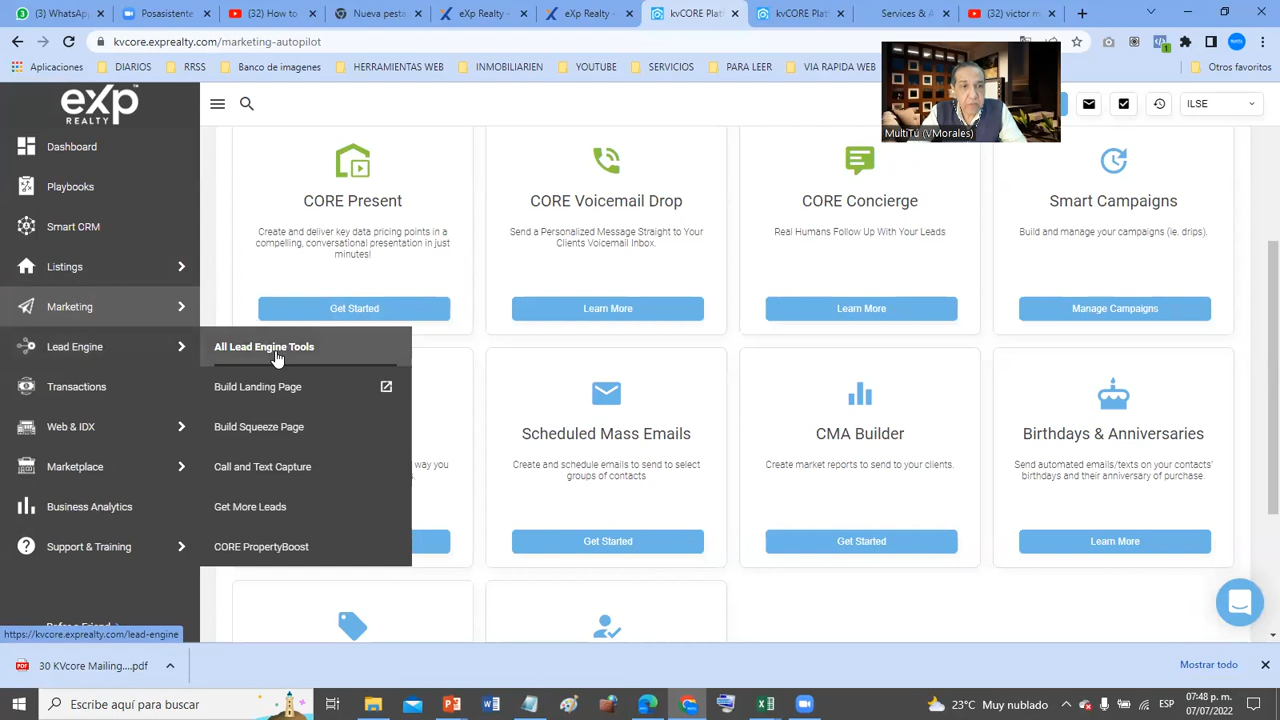 (32) How T
Posasistente
(32) YouTube
Nueva pesta
eXp Realty -
eXp Realty -
kvCORE Plat
kvCORE Plat
Services & A
(32) victor m
kvcore.exprealty.com/marketing-autopilot
Aplicaciones
DIARIOS
RRSS
Banco de imagenes
FERRAMIENTAS WEB
INMOBILIARIEN
YOUTUBE
SERVICIOS
PARA LEER
VIA RAPIDA WEB
Otros favoritos
exp
REALTY
ILSE
MultiTú (VMorales)
Dashboard
Playbooks
Smart CRM
Listings
Marketing
Lead Engine
Transactions
Web & IDX
Marketplace
Business Analytics
Support & Training
Refer a Friend
All Lead Engine Tools
Build Landing Page
Build Squeeze Page
Call and Text Capture
Get More Leads
CORE PropertyBoost
CORE Present
Create and deliver key data pricing points in a
compelling, conversational presentation in just
minutes!
Get Started
CORE Voicemail Drop
Send a Personalized Message Straight to Your
Clients Voicemail Inbox.
Learn More
CORE Concierge
Real Humans Follow Up With Your Leads
Learn More
Smart Campaigns
Build and manage your campaigns (ie. drips).
Manage Campaigns
way you
Scheduled Mass Emails
Create and schedule emails to send to select
groups of contacts
Get Started
CMA Builder
Create market reports to send to your clients.
Get Started
Birthdays & Anniversaries
Send automated emails/texts on your contacts'
birthdays and their anniversary of purchase.
Learn More
https://kvcore.exprealty.com/lead-engine
30 KVcore Mailing....pdf
Mostrar todo
Escribe aquí para buscar
23°C Muy nublado
ESP
07:48 p. m.
07/07/2022